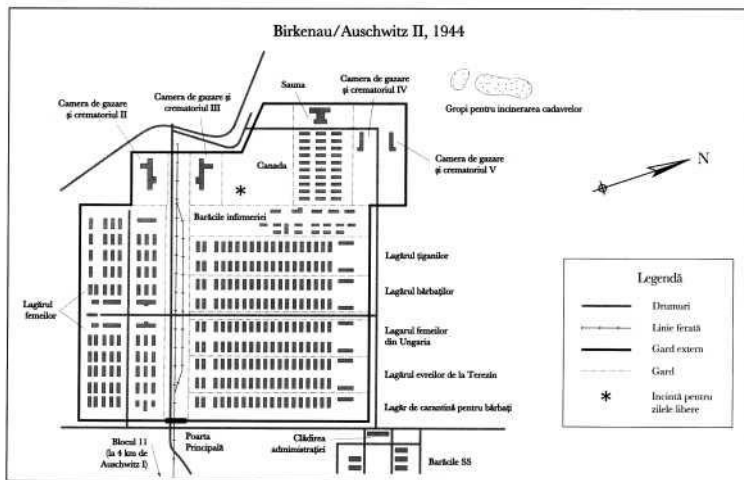 Birkenau/Auschwitz II, 1944
Camera de gazare
și crematoriul II
Camera de gazare și
crematoriul III
Sauna
Camera de gazare
și crematoriul IV
Gropi pentru incinerarea cadavrelor
Camera de gazare
și crematoriul V
Canada
N
Barăcile infirmeriei
Lagărul
femeilor
Lagărul țiganilor
Lagărul bărbaților
Lagarul femeilor
din Ungaria
Lagărul evreilor de la Terezin
Lagăr de carantină pentru bărbați
Legendă
Drumuri
Linie ferată
Gard extern
Gard
Incintă pentru
zilele libere
Blocul 11
(la 4 km de
Auschwitz I)
Poarta
Principală
Clădirea
administrației
Barăcile SS